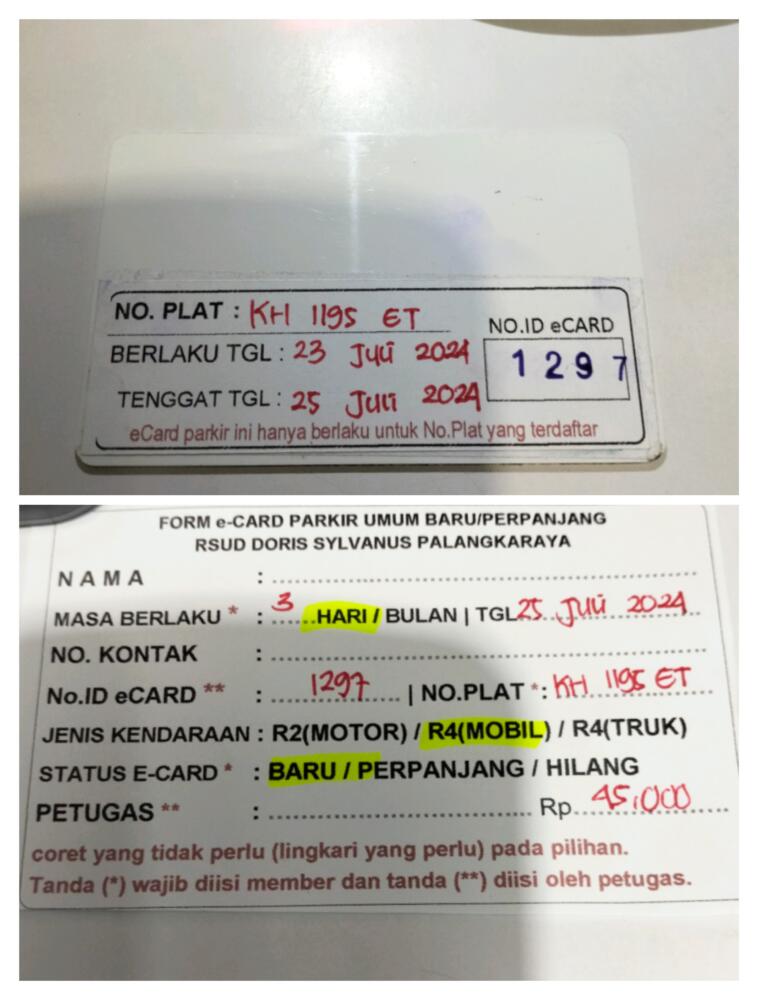 NO. PLAT : KH 1195 ET
NO.ID eCARD
BERLAKU TGL : 23 Juli 2024
1297
TENGGAT TGL : 25 Juli 2024
eCard parkir ini hanya berlaku untuk No.Plat yang terdaftar
FORM e-CARD PARKIR UMUM BARU/PERPANJANG
RSUD DORIS SYLVANUS PALANGKARAYA
NAMA : ........................................................
MASA BERLAKU * : 3 ...... HARI / BULAN | TGL 25 Juli 2024
NO. KONTAK : ........................................................
No.ID eCARD ** : 1297 | NO.PLAT * : KH 1195 ET
JENIS KENDARAAN : R2(MOTOR) / R4(MOBIL) / R4(TRUK)
STATUS E-CARD * : BARU / PERPANJANG / HILANG
PETUGAS ** : .................................... Rp. 45.000
coret yang tidak perlu (lingkari yang perlu) pada pilihan.
Tanda (*) wajib diisi member dan tanda (**) diisi oleh petugas.